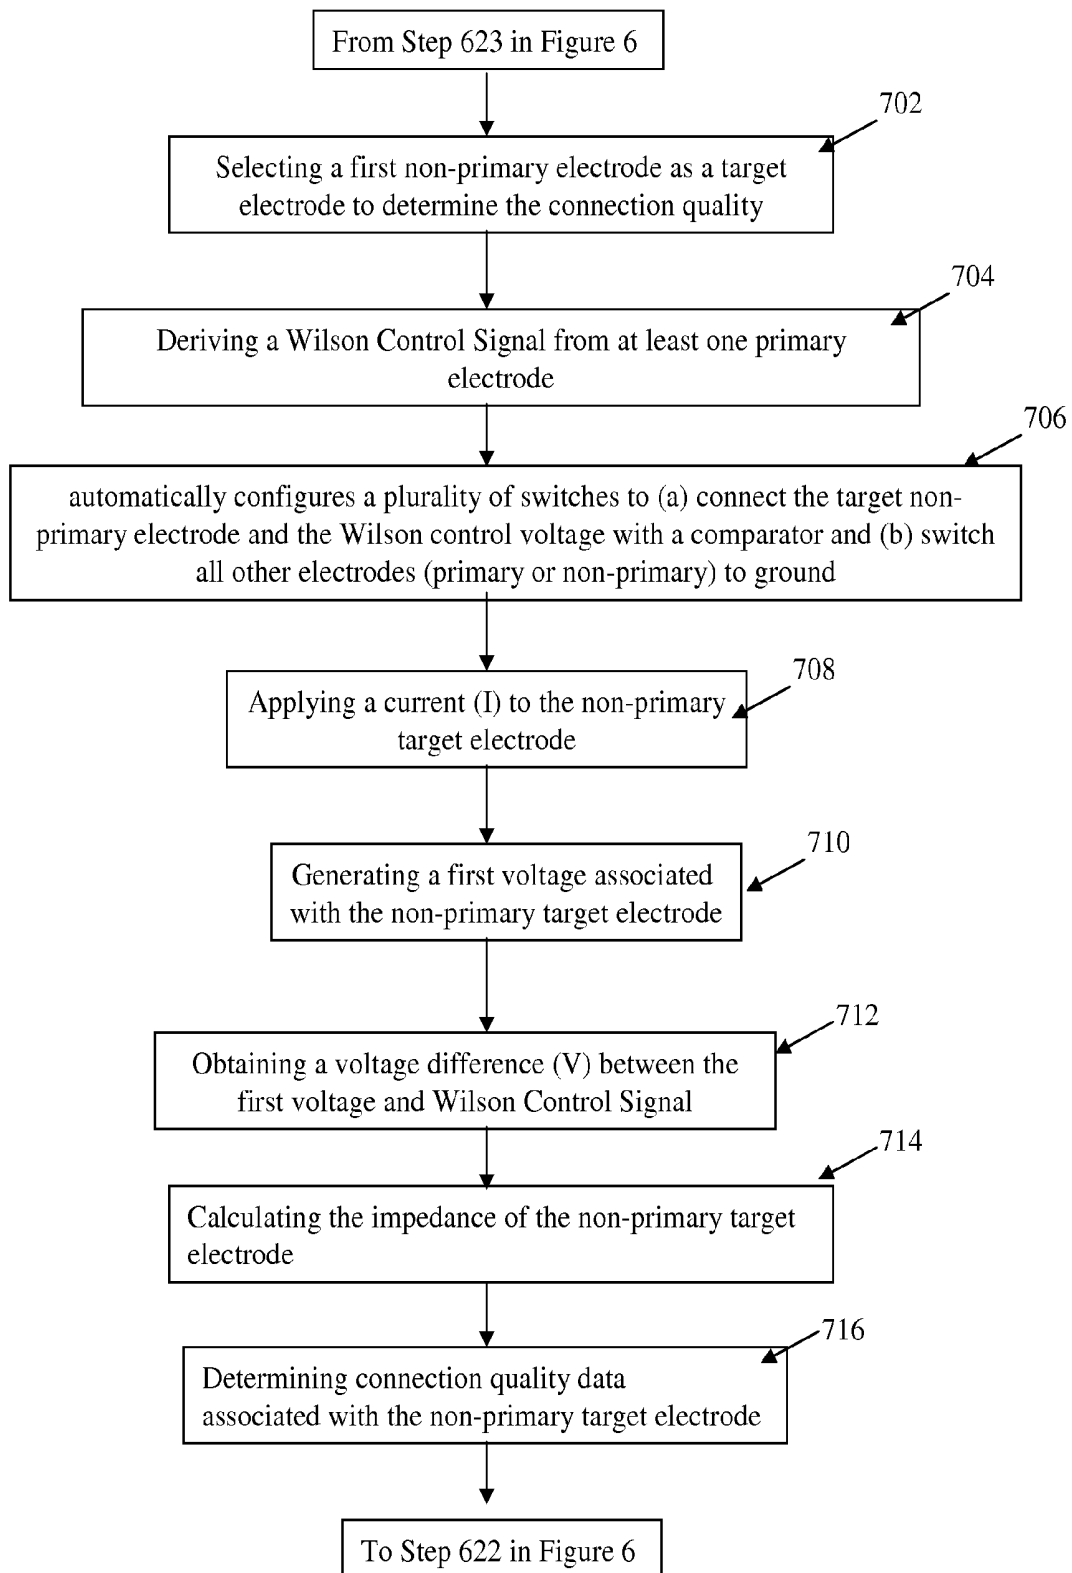 From Step 623 in Figure 6
702
Selecting a first non-primary electrode as a target
electrode to determine the connection quality
704
Deriving a Wilson Control Signal from at least one primary
electrode
706
automatically configures a plurality of switches to (a) connect the target non-
primary electrode and the Wilson control voltage with a comparator and (b) switch
all other electrodes (primary or non-primary) to ground
708
Applying a current (I) to the non-primary
target electrode
710
Generating a first voltage associated
with the non-primary target electrode
712
Obtaining a voltage difference (V) between the
first voltage and Wilson Control Signal
714
Calculating the impedance of the non-primary target
electrode
716
Determining connection quality data
associated with the non-primary target electrode
To Step 622 in Figure 6